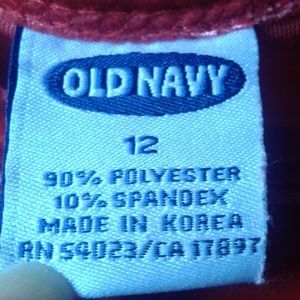 OLD NAVY
12
90% POLYESTER
10% SPANDEX
MADE IN KOREA
RN 54023/CA 17897